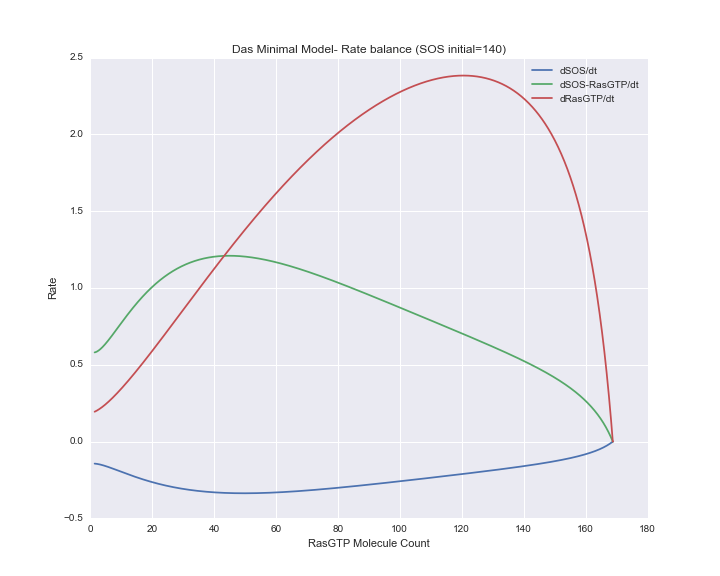 Das Minimal Model- Rate balance (SOS initial=140)
2.5
2.0
1.5
1.0
0.5
0.0
−0.5
Rate
dSOS/dt
dSOS-RasGTP/dt
dRasGTP/dt
0 20 40 60 80 100 120 140 160 180
RasGTP Molecule Count